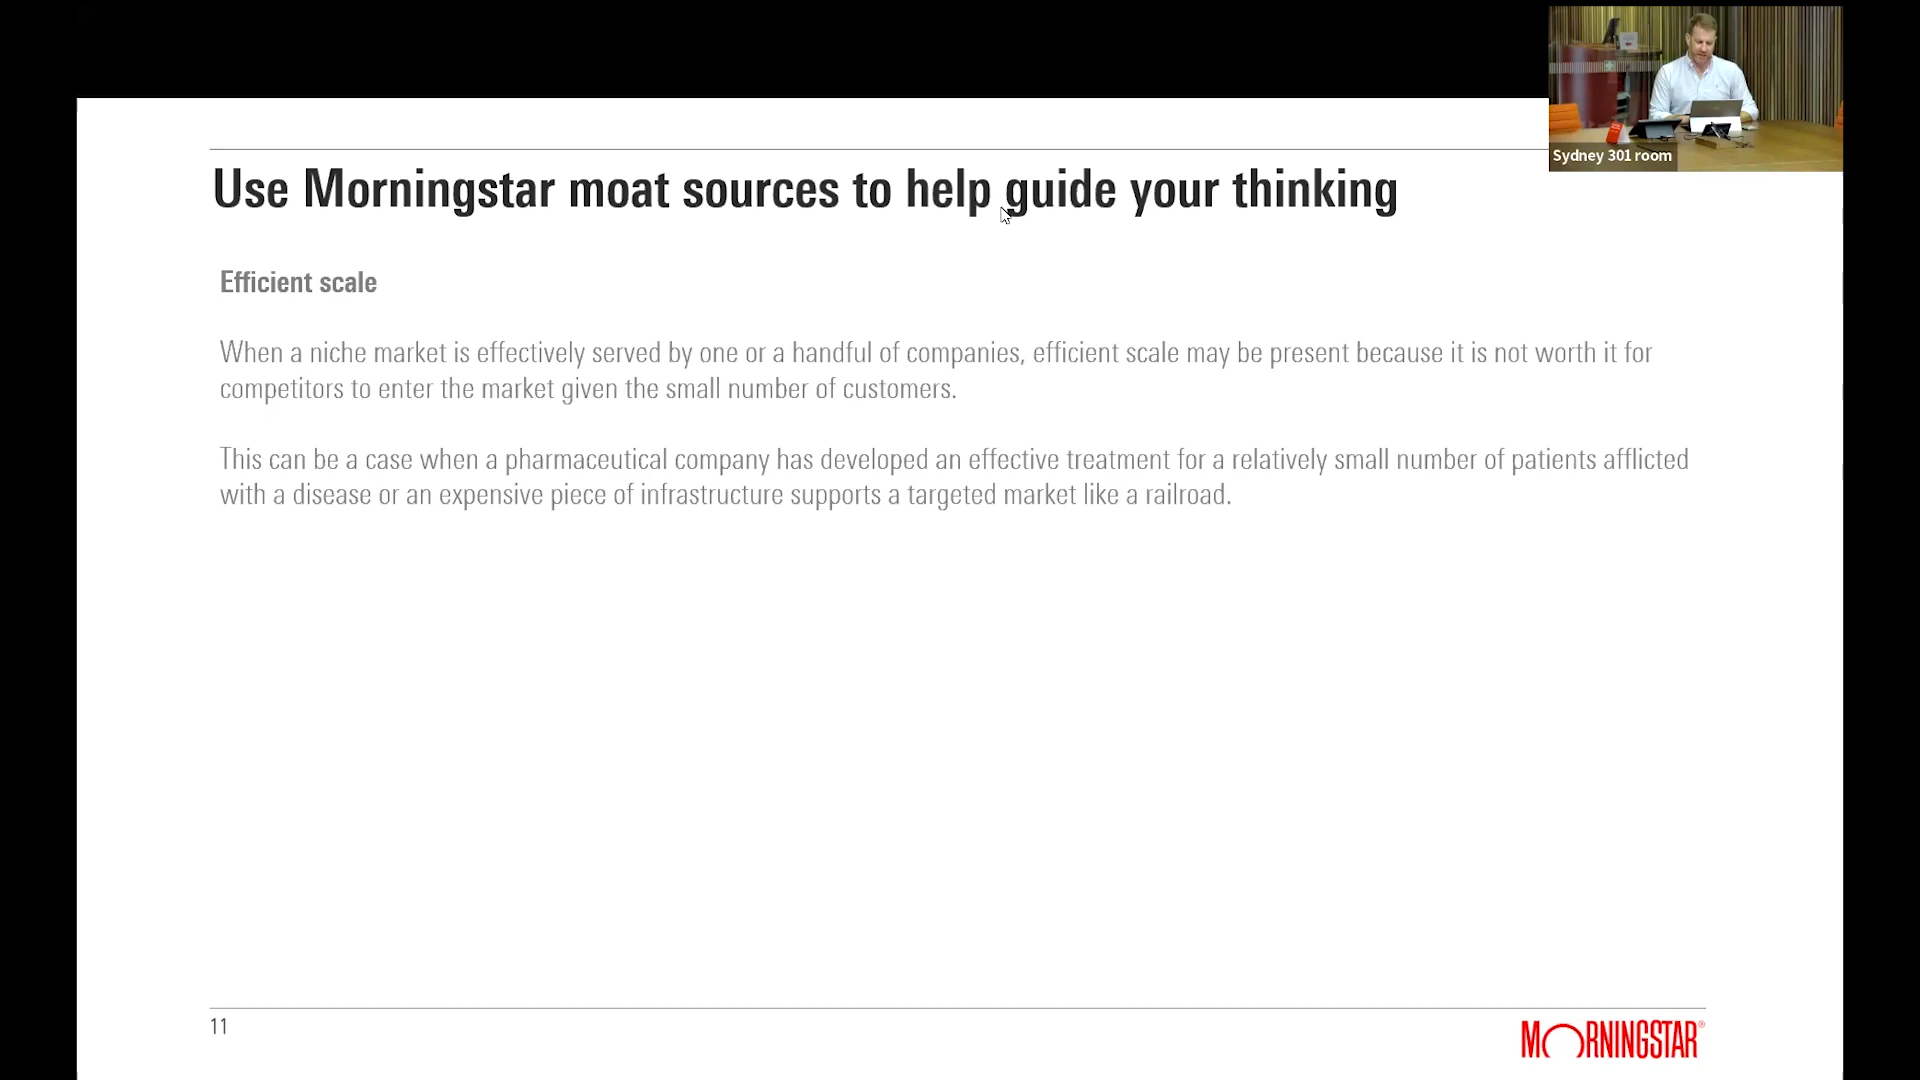 Sydney 301 room
Use Morningstar moat sources to help guide your thinking
Efficient scale
When a niche market is effectively served by one or a handful of companies, efficient scale may be present because it is not worth it for
competitors to enter the market given the small number of customers.
This can be a case when a pharmaceutical company has developed an effective treatment for a relatively small number of patients afflicted
with a disease or an expensive piece of infrastructure supports a targeted market like a railroad.
11
MORNINGSTAR®